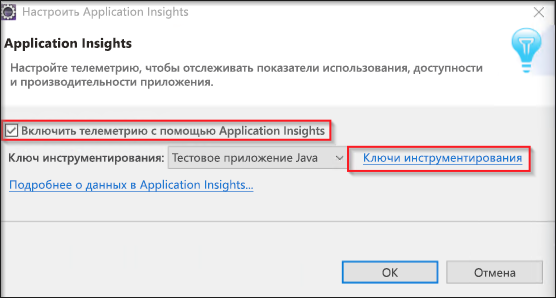 Настроить Application Insights
Application Insights
Настройте телеметрию, чтобы отслеживать показатели использования, доступности
и производительности приложения.
Включить телеметрию с помощью Application Insights
Ключ инструментирования: Тестовое приложение Java Ключи инструментирования
Подробнее о данных в Application Insights...
ОК Отмена